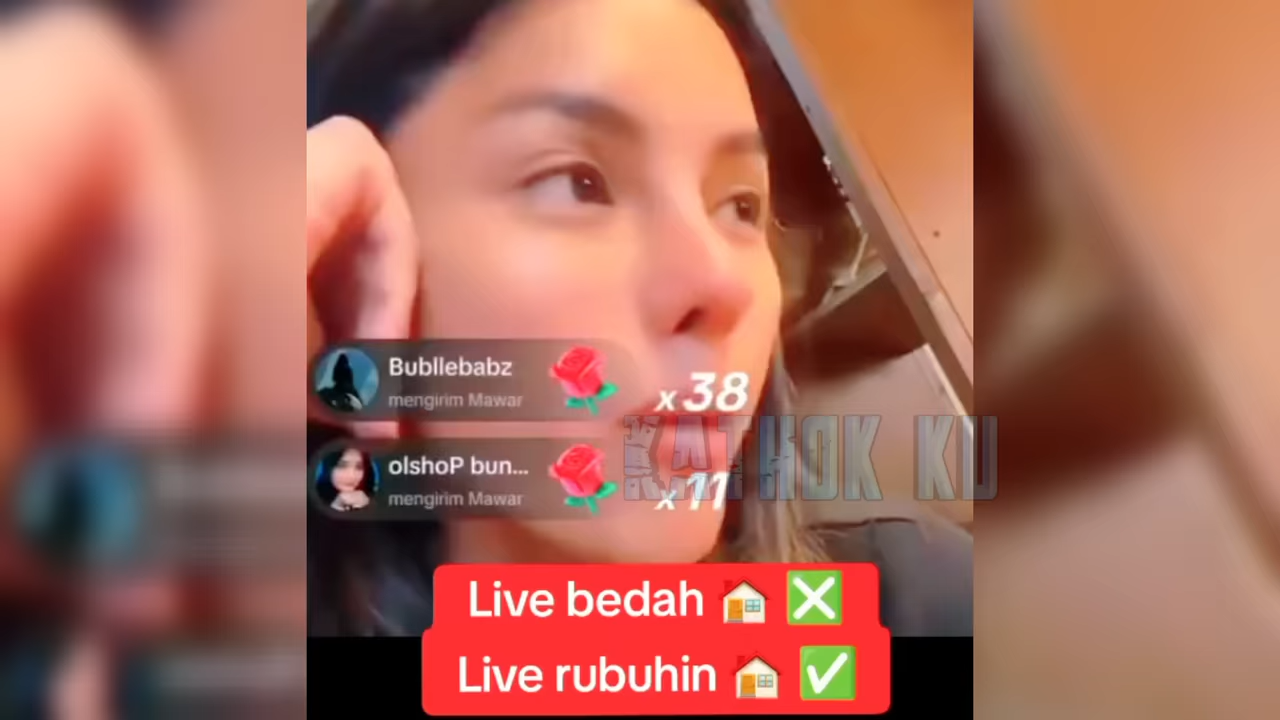 Bubllebabz
mengirim Mawar
x38
KATHOK KU
olshoP bun...
mengirim Mawar
x11
Live bedah 🏠 ❎
Live rubuhin 🏠 ✅